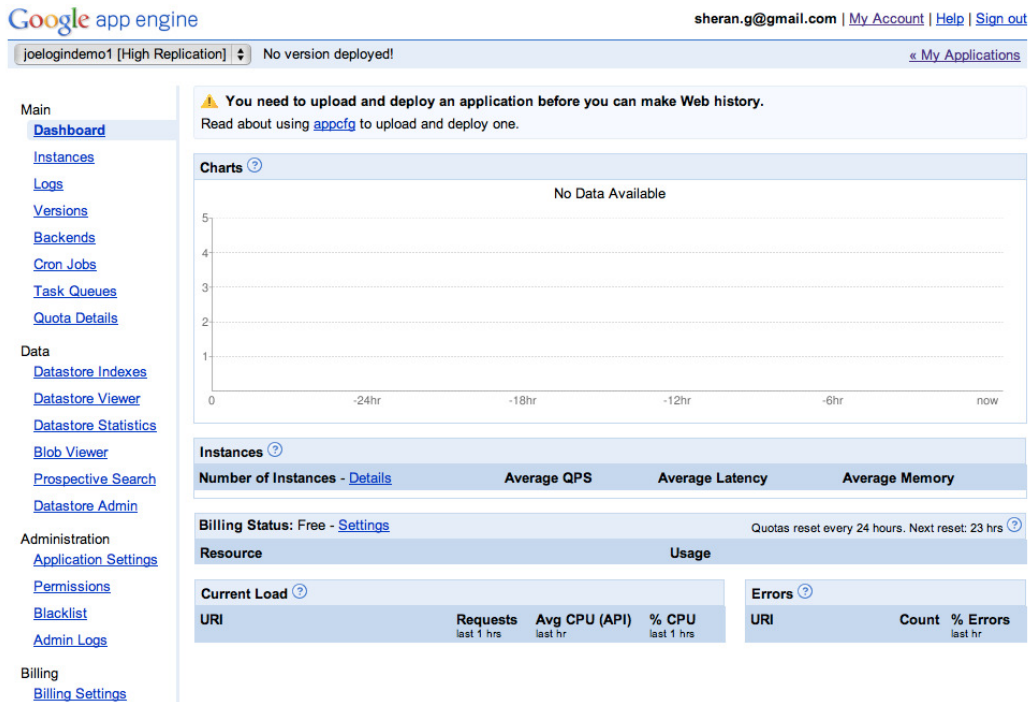 Google app engine
sheran.g@gmail.com | My Account | Help | Sign out
joelogindemo1 [High Replication] No version deployed!
« My Applications
Main
Dashboard
Instances
Logs
Versions
Backends
Cron Jobs
Task Queues
Quota Details
Data
Datastore Indexes
Datastore Viewer
Datastore Statistics
Blob Viewer
Prospective Search
Datastore Admin
Administration
Application Settings
Permissions
Blacklist
Admin Logs
Billing
Billing Settings
You need to upload and deploy an application before you can make Web history.
Read about using appcfg to upload and deploy one.
Charts ?
No Data Available
5
4
3
2
1
0 -24hr -18hr -12hr -6hr now
Instances ?
Number of Instances - Details Average QPS Average Latency Average Memory
Billing Status: Free - Settings Quotas reset every 24 hours. Next reset: 23 hrs ?
Resource Usage
Current Load ?
URI Requests Avg CPU (API) % CPU
last 1 hrs last hr last 1 hrs
Errors ?
URI Count % Errors
last hr